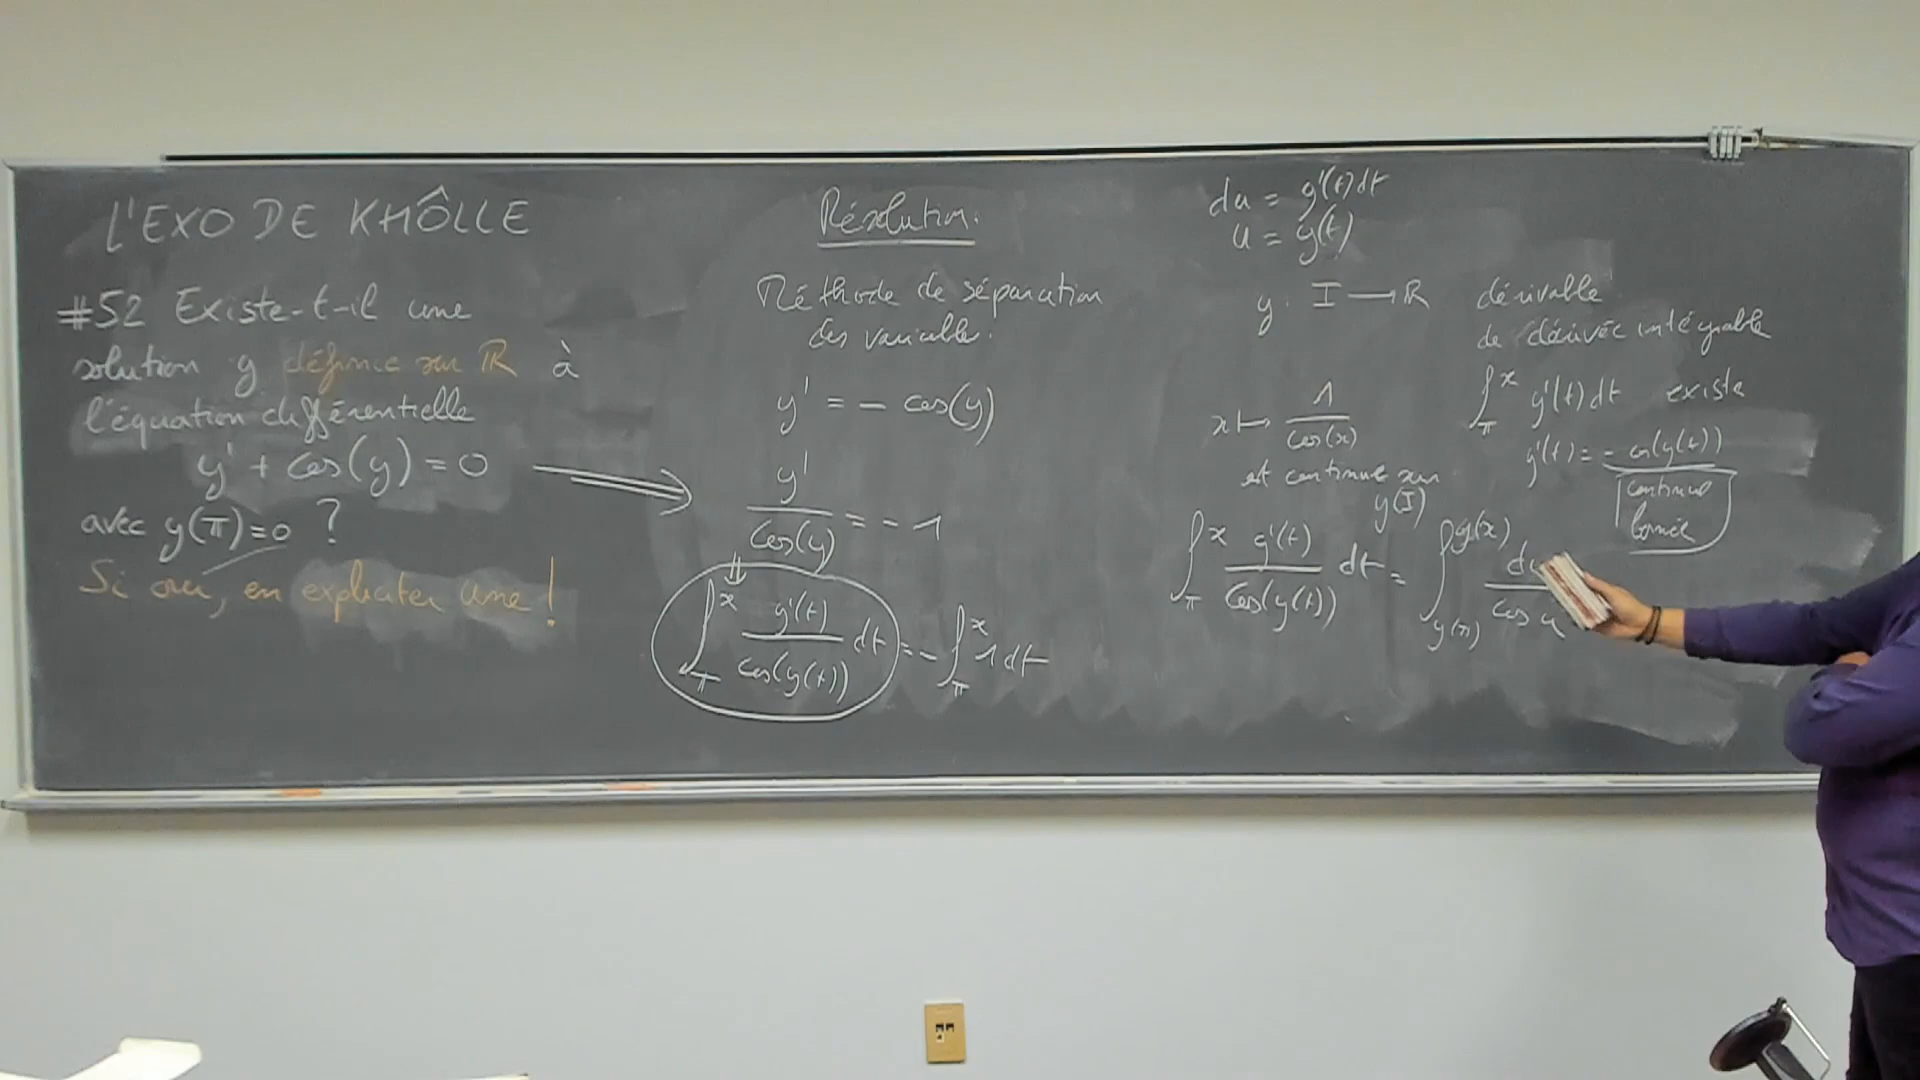 L'EXO DE KHÔLLE
#52 Existe-t-il une
solution y définie sur ℝ à
l'équation différentielle
y' + cos(y) = 0
avec y(π)=0 ?
Si oui, en expliciter une !
Résolution.
Méthode de séparation
des variables.
y' = - cos(y)
y' / cos(y) = -1
⇓
∫_π^x y'(t)/cos(y(t)) dt = - ∫_π^x 1 dt
du = y'(t)dt
u = y(t)
y : I → ℝ dérivable
de dérivée intégrable
∫_π^x y'(t)dt existe
x ↦ 1/cos(x)
est continue sur
y(I)
y'(t) = - cos(y(t))
continue
bornée
∫_π^x y'(t)/cos(y(t)) dt = ∫_{y(π)}^{y(x)} du/cos u